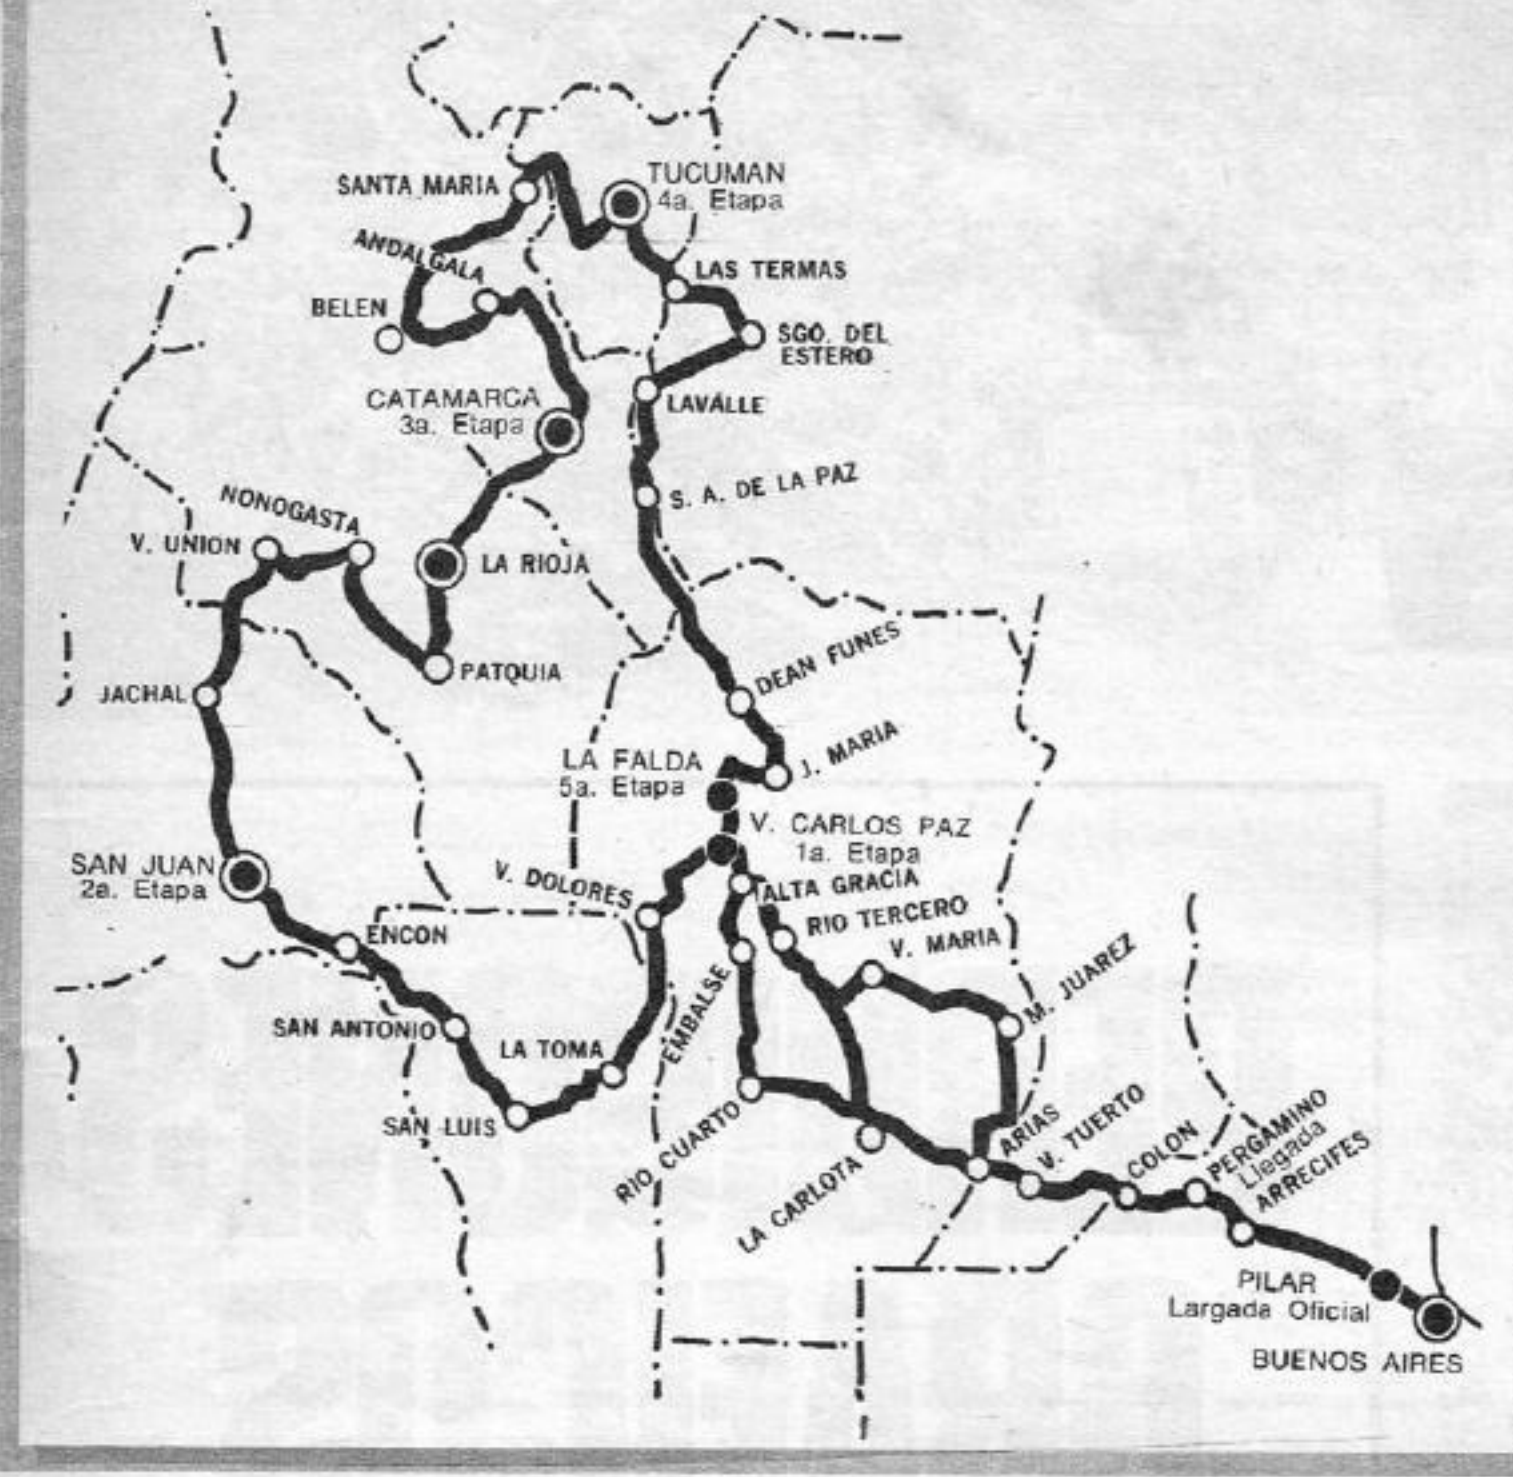 SANTA MARIA
TUCUMAN
4a. Etapa
ANDALGALA
LAS TERMAS
BELEN
SGO. DEL
ESTERO
CATAMARCA
3a. Etapa
LAVALLE
S. A. DE LA PAZ
NONOGASTA
V. UNION
LA RIOJA
PATQUIA
DEAN FUNES
JACHAL
J. MARIA
LA FALDA
5a. Etapa
V. CARLOS PAZ
1a. Etapa
SAN JUAN
2a. Etapa
V. DOLORES
ALTA GRACIA
RIO TERCERO
ENCON
V. MARIA
M. JUAREZ
EMBALSE
SAN ANTONIO
LA TOMA
SAN LUIS
RIO CUARTO
LA CARLOTA
ARIAS
V. TUERTO
COLON
PERGAMINO
Llegada
ARRECIFES
PILAR
Largada Oficial
BUENOS AIRES